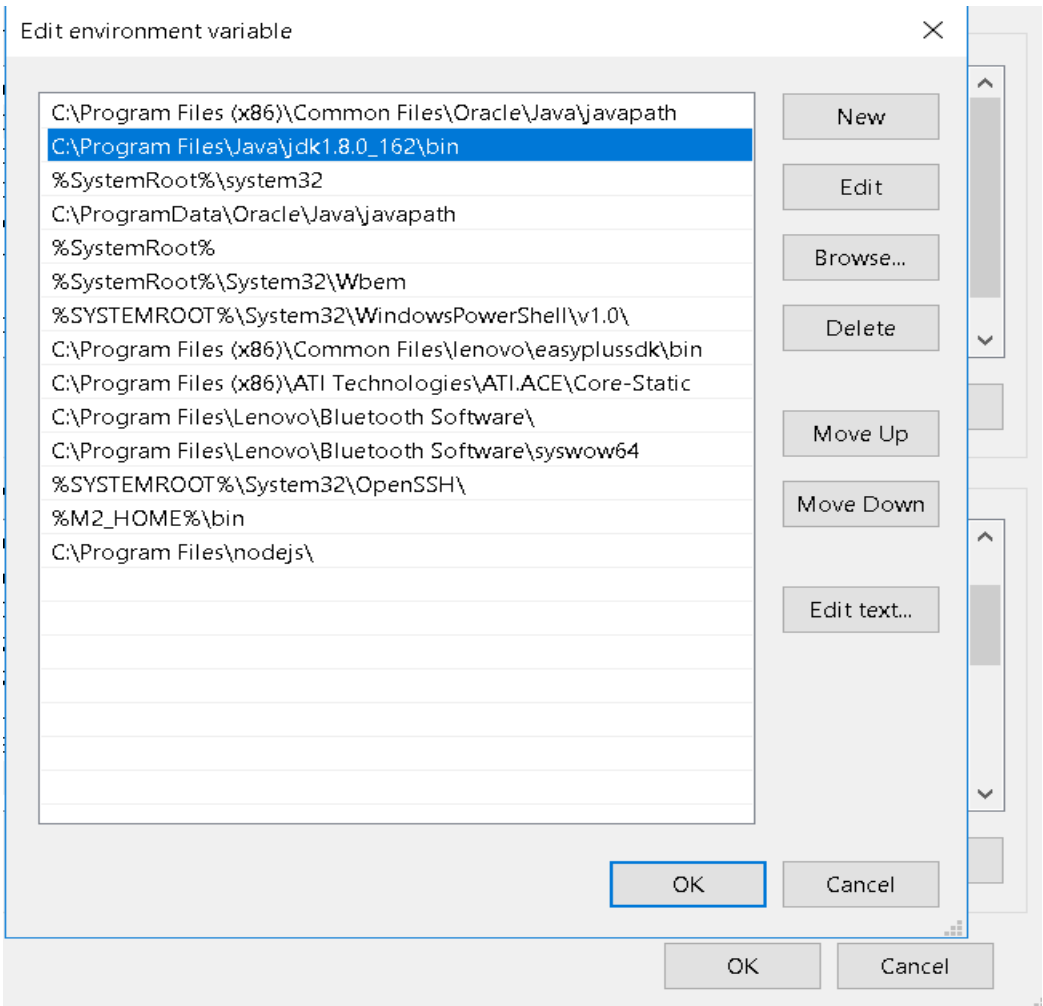 Edit environment variable
C:\Program Files (x86)\Common Files\Oracle\Java\javapath
New
C:\Program Files\Java\jdk1.8.0_162\bin
%SystemRoot%\system32
Edit
C:\ProgramData\Oracle\Java\javapath
%SystemRoot%
Browse...
%SystemRoot%\System32\Wbem
%SYSTEMROOT%\System32\WindowsPowerShell\v1.0\
Delete
C:\Program Files (x86)\Common Files\lenovo\easyplussdk\bin
C:\Program Files (x86)\ATI Technologies\ATI.ACE\Core-Static
C:\Program Files\Lenovo\Bluetooth Software\
Move Up
C:\Program Files\Lenovo\Bluetooth Software\syswow64
%SYSTEMROOT%\System32\OpenSSH\
Move Down
%M2_HOME%\bin
C:\Program Files\nodejs\
Edit text...
OK
Cancel
OK
Cancel